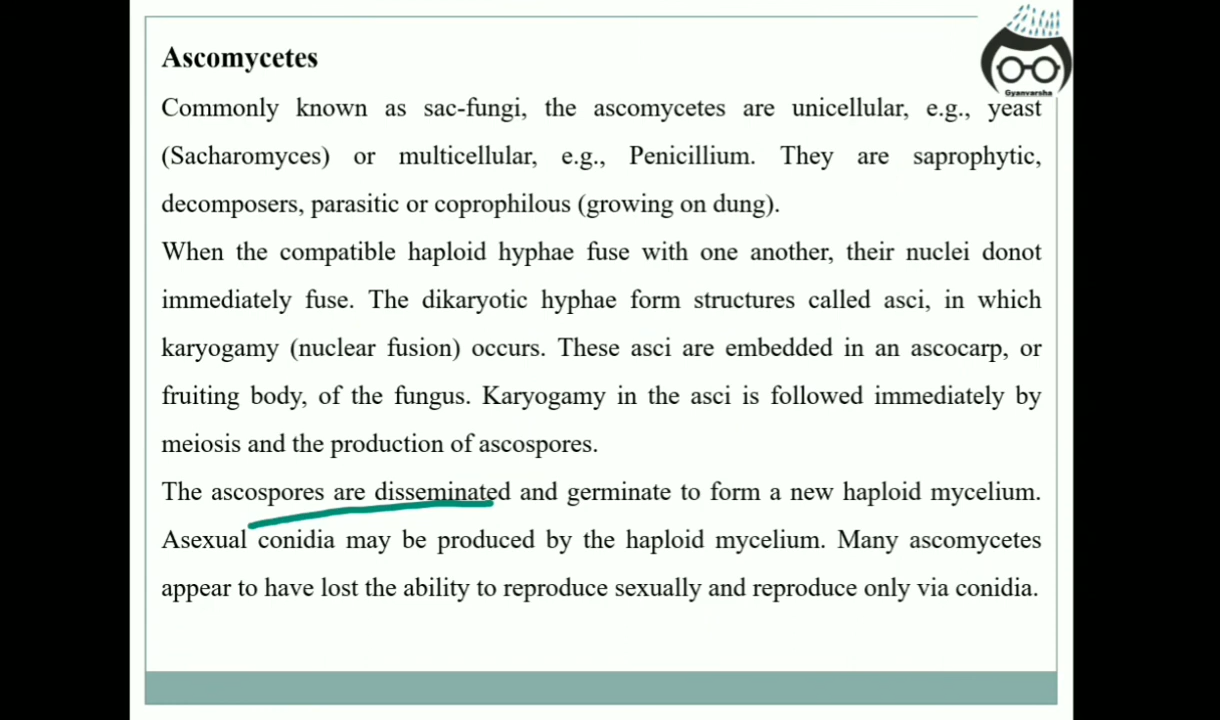 Ascomycetes
Gyanvarsha
Commonly known as sac-fungi, the ascomycetes are unicellular, e.g., yeast
(Sacharomyces) or multicellular, e.g., Penicillium. They are saprophytic,
decomposers, parasitic or coprophilous (growing on dung).
When the compatible haploid hyphae fuse with one another, their nuclei donot
immediately fuse. The dikaryotic hyphae form structures called asci, in which
karyogamy (nuclear fusion) occurs. These asci are embedded in an ascocarp, or
fruiting body, of the fungus. Karyogamy in the asci is followed immediately by
meiosis and the production of ascospores.
The ascospores are disseminated and germinate to form a new haploid mycelium.
Asexual conidia may be produced by the haploid mycelium. Many ascomycetes
appear to have lost the ability to reproduce sexually and reproduce only via conidia.